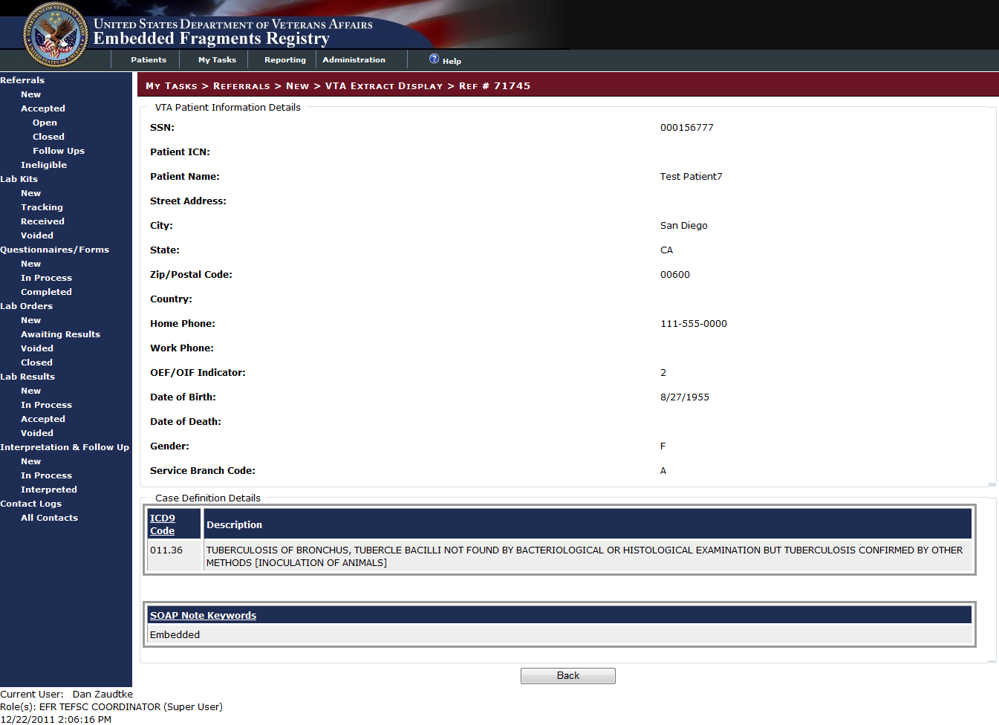 United States Department of Veterans Affairs
Embedded Fragments Registry
Patients My Tasks Reporting Administration ? Help
Referrals
New
Accepted
Open
Closed
Follow Ups
Ineligible
Lab Kits
New
Tracking
Received
Voided
Questionnaires/Forms
New
In Process
Completed
Lab Orders
New
Awaiting Results
Voided
Closed
Lab Results
New
In Process
Accepted
Voided
Interpretation & Follow Up
New
In Process
Interpreted
Contact Logs
All Contacts
My Tasks > Referrals > New > VTA Extract Display > Ref # 71745
VTA Patient Information Details
SSN: 000156777
Patient ICN:
Patient Name: Test Patient7
Street Address:
City: San Diego
State: CA
Zip/Postal Code: 00600
Country:
Home Phone: 111-555-0000
Work Phone:
OEF/OIF Indicator: 2
Date of Birth: 8/27/1955
Date of Death:
Gender: F
Service Branch Code: A
Case Definition Details
ICD9 Code Description
011.36 TUBERCULOSIS OF BRONCHUS, TUBERCLE BACILLI NOT FOUND BY BACTERIOLOGICAL OR HISTOLOGICAL EXAMINATION BUT TUBERCULOSIS CONFIRMED BY OTHER
METHODS [INOCULATION OF ANIMALS]
SOAP Note Keywords
Embedded
Back
Current User: Dan Zaudtke
Role(s): EFR TEFSC COORDINATOR (Super User)
12/22/2011 2:06:16 PM